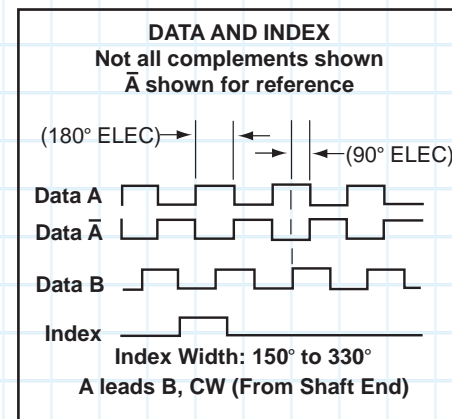 DATA AND INDEX
Not all complements shown
A̅ shown for reference
(180° ELEC)
(90° ELEC)
Data A
Data A̅
Data B
Index
Index Width: 150° to 330°
A leads B, CW (From Shaft End)